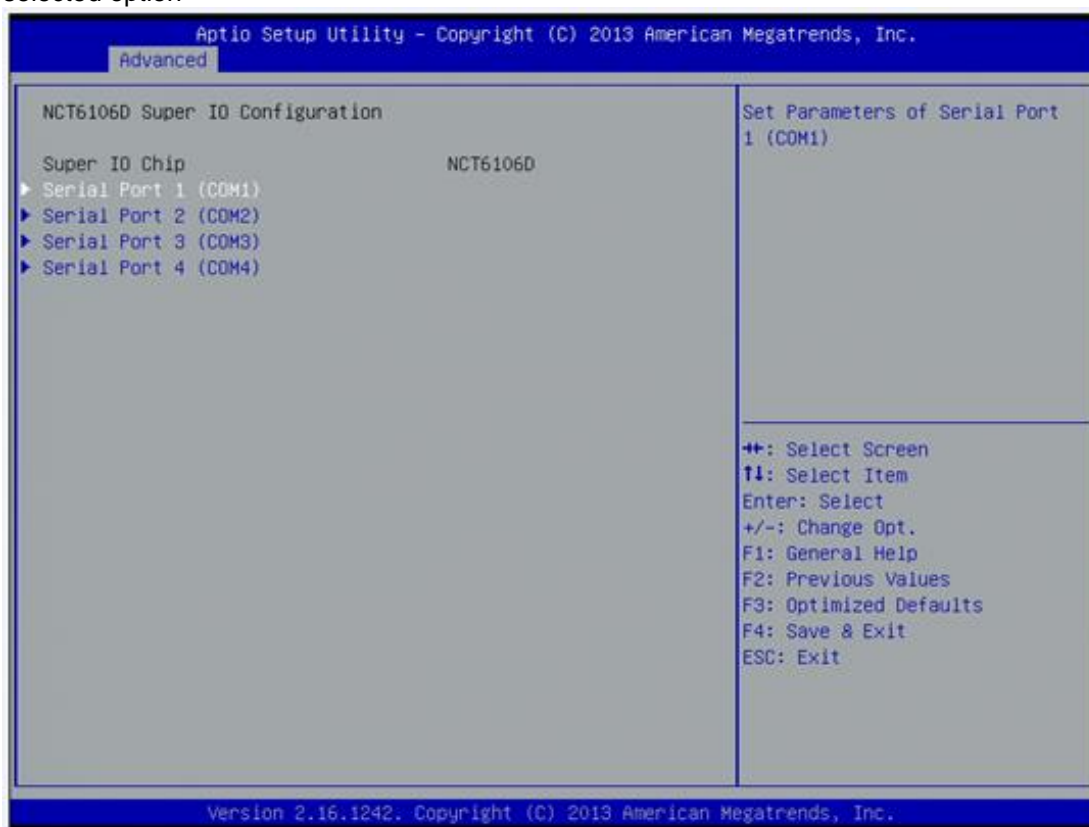 selected option
Aptio Setup Utility - Copyright (C) 2013 American Megatrends, Inc.
Advanced
NCT6106D Super IO Configuration
Super IO Chip NCT6106D
Serial Port 1 (COM1)
Serial Port 2 (COM2)
Serial Port 3 (COM3)
Serial Port 4 (COM4)
Set Parameters of Serial Port
1 (COM1)
→←: Select Screen
↑↓: Select Item
Enter: Select
+/-: Change Opt.
F1: General Help
F2: Previous Values
F3: Optimized Defaults
F4: Save & Exit
ESC: Exit
Version 2.16.1242. Copyright (C) 2013 American Megatrends, Inc.